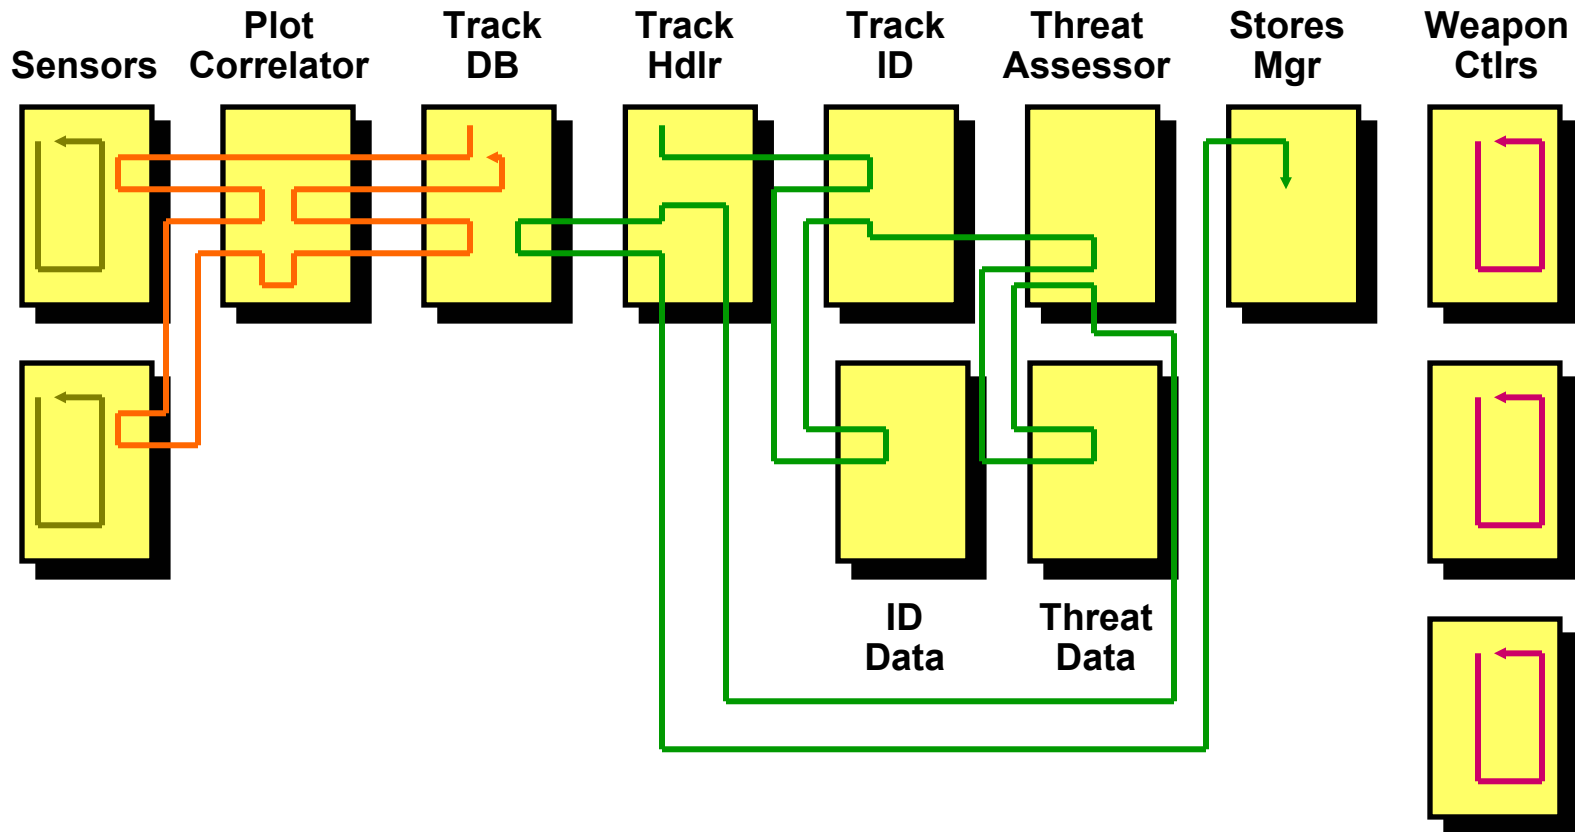 Sensors
Plot
Correlator
Track
DB
Track
Hdlr
Track
ID
Threat
Assessor
Stores
Mgr
Weapon
Ctlrs
ID
Data
Threat
Data